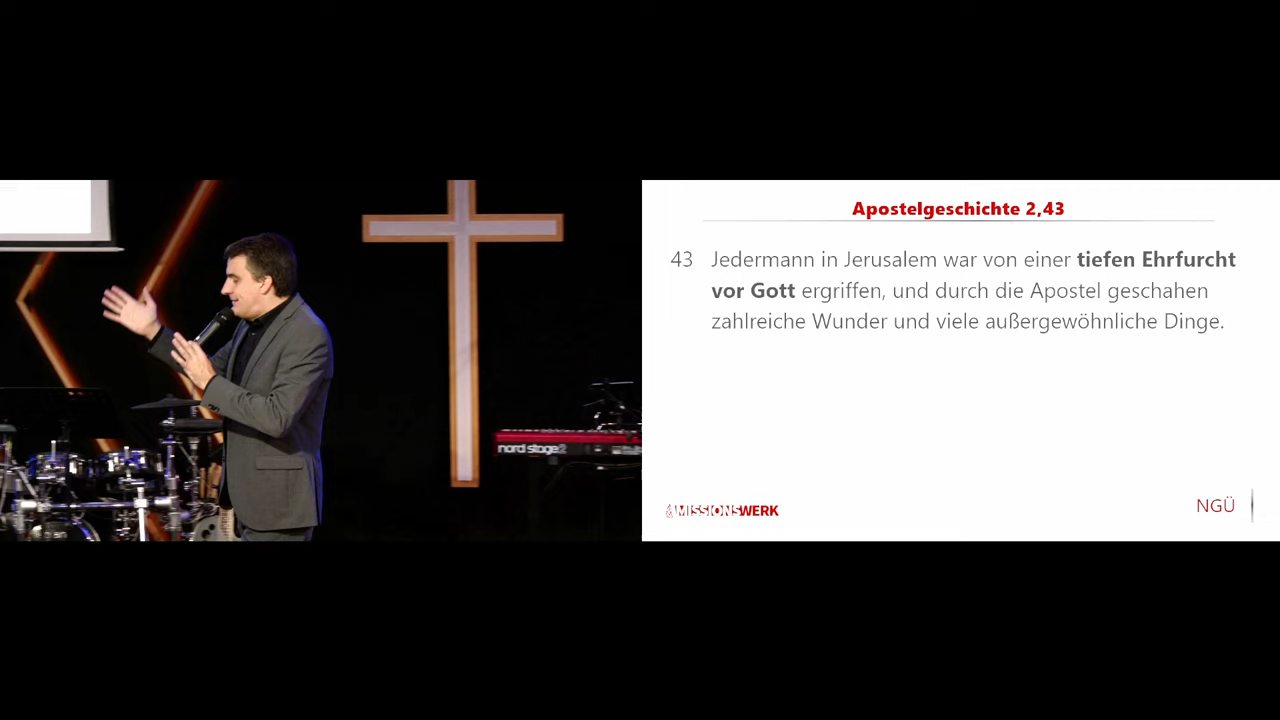 nord stage 2
Apostelgeschichte 2,43
43 Jedermann in Jerusalem war von einer tiefen Ehrfurcht
vor Gott ergriffen, und durch die Apostel geschahen
zahlreiche Wunder und viele außergewöhnliche Dinge.
MISSIONSWERK
NGÜ